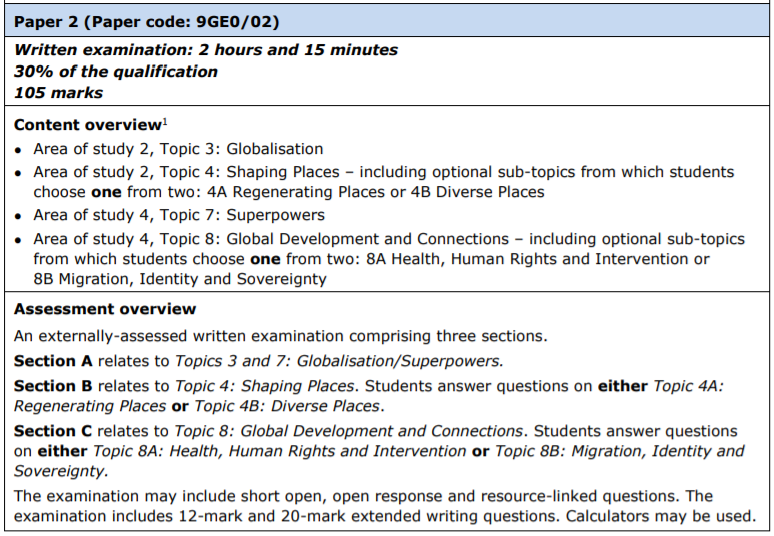 Paper 2 (Paper code: 9GE0/02)
Written examination: 2 hours and 15 minutes
30% of the qualification
105 marks
Content overview¹
• Area of study 2, Topic 3: Globalisation
• Area of study 2, Topic 4: Shaping Places – including optional sub-topics from which students
choose one from two: 4A Regenerating Places or 4B Diverse Places
• Area of study 4, Topic 7: Superpowers
• Area of study 4, Topic 8: Global Development and Connections – including optional sub-topics
from which students choose one from two: 8A Health, Human Rights and Intervention or
8B Migration, Identity and Sovereignty
Assessment overview
An externally-assessed written examination comprising three sections.
Section A relates to Topics 3 and 7: Globalisation/Superpowers.
Section B relates to Topic 4: Shaping Places. Students answer questions on either Topic 4A:
Regenerating Places or Topic 4B: Diverse Places.
Section C relates to Topic 8: Global Development and Connections. Students answer questions
on either Topic 8A: Health, Human Rights and Intervention or Topic 8B: Migration, Identity and
Sovereignty.
The examination may include short open, open response and resource-linked questions. The
examination includes 12-mark and 20-mark extended writing questions. Calculators may be used.